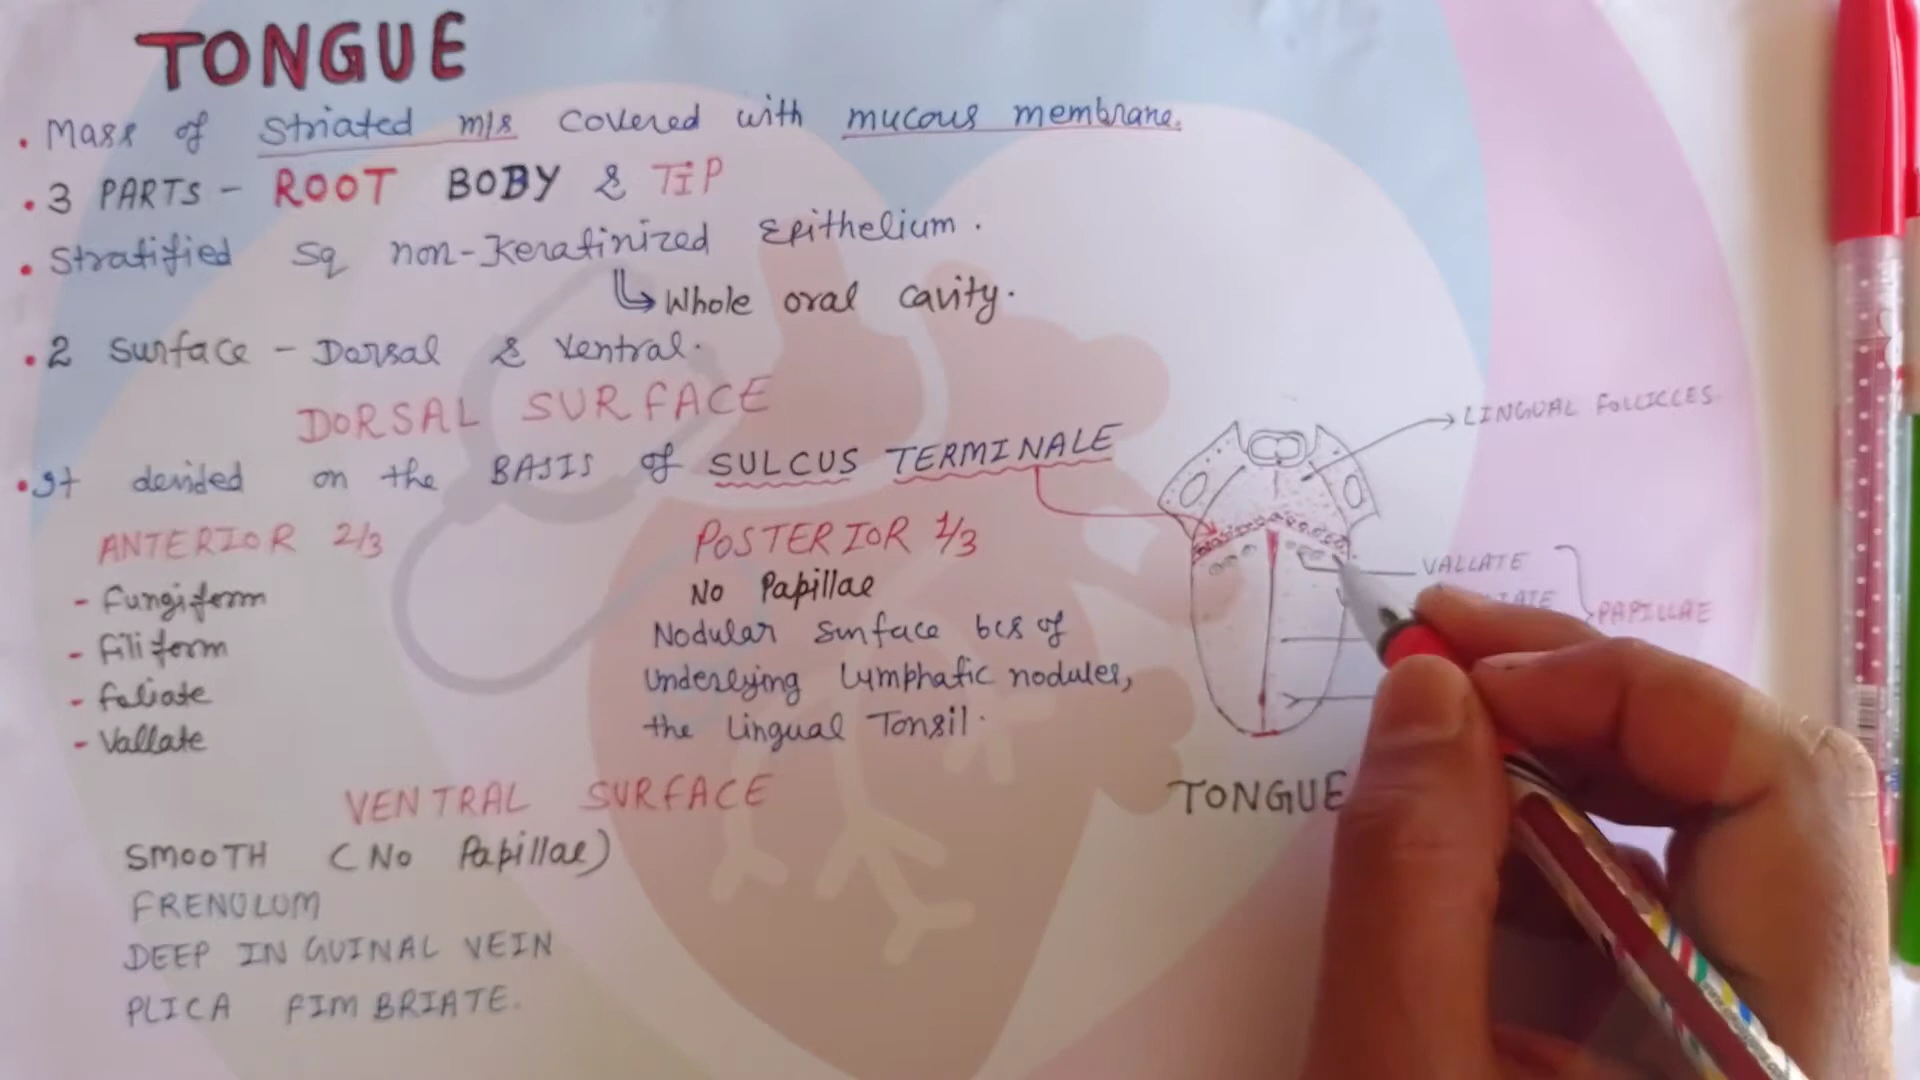 TONGUE
• Mass of striated m/s covered with mucous membrane.
• 3 PARTS - ROOT BOBY & TIP
• Stratified sq non-keratinized Epithelium.
↳ Whole oral cavity.
• 2 surface - Dorsal & Ventral.
DORSAL SURFACE
• It devided on the BASIS of SULCUS TERMINALE
ANTERIOR 2/3
- fungiform
- filiform
- foliate
- Vallate
POSTERIOR 1/3
No Papillae
Nodular surface bcs of
underlying lymphatic nodules,
the lingual Tonsil.
LINGUAL FOLLICLES
VALLATE
PAPILLAE
TONGUE
VENTRAL SURFACE
SMOOTH (No Papillae)
FRENULUM
DEEP INGUINAL VEIN
PLICA FIMBRIATE.